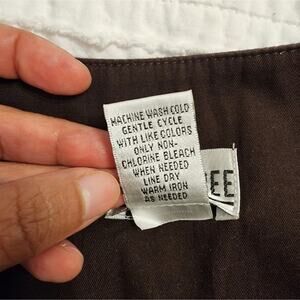 MACHINE WASH COLD
GENTLE CYCLE
WITH LIKE COLORS
ONLY NON-
CHLORINE BLEACH
WHEN NEEDED
LINE DRY
WARM IRON
AS NEEDED